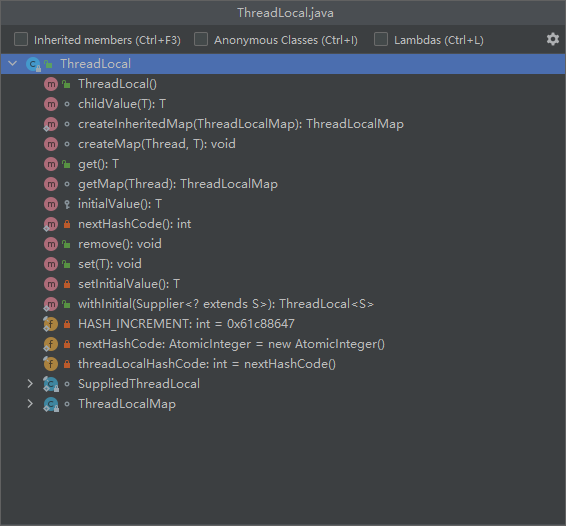 ThreadLocal.java
Inherited members (Ctrl+F3) Anonymous Classes (Ctrl+I) Lambdas (Ctrl+L)
ThreadLocal
ThreadLocal()
childValue(T): T
createInheritedMap(ThreadLocalMap): ThreadLocalMap
createMap(Thread, T): void
get(): T
getMap(Thread): ThreadLocalMap
initialValue(): T
nextHashCode(): int
remove(): void
set(T): void
setInitialValue(): T
withInitial(Supplier<? extends S>): ThreadLocal<S>
HASH_INCREMENT: int = 0x61c88647
nextHashCode: AtomicInteger = new AtomicInteger()
threadLocalHashCode: int = nextHashCode()
SuppliedThreadLocal
ThreadLocalMap